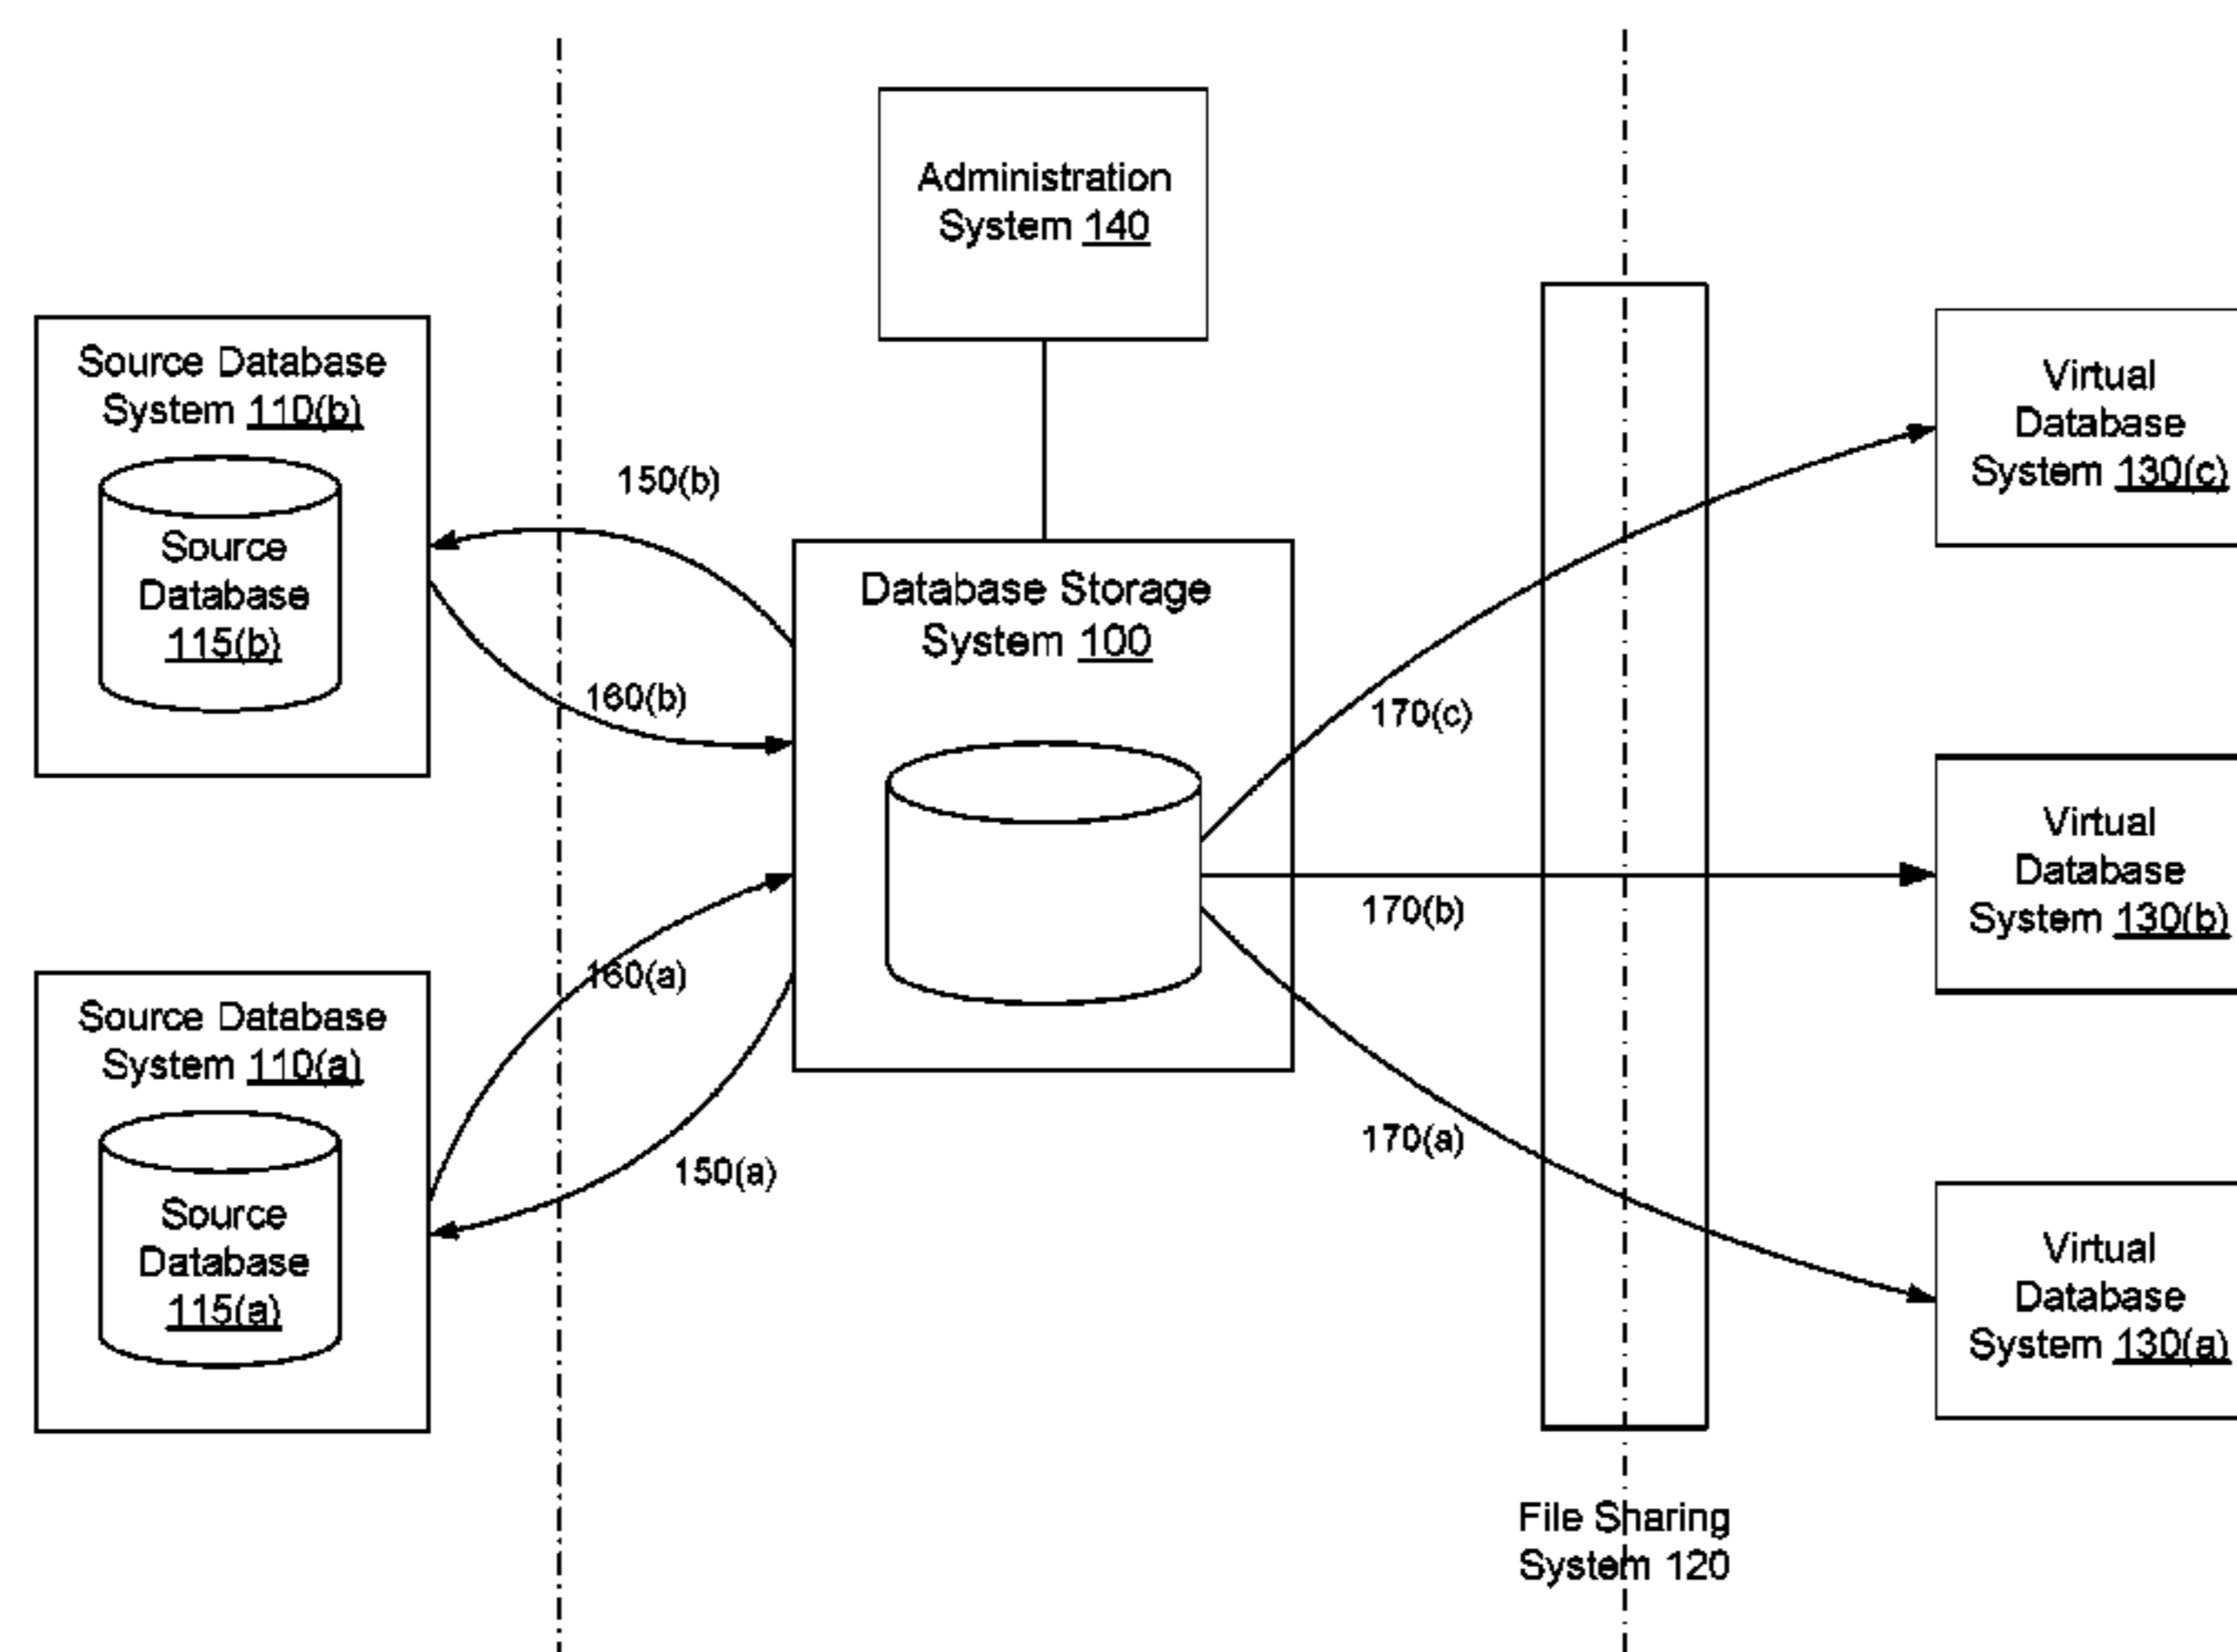 Administration
System 140
Source Database
System 110(b)
Source
Database
115(b)
150(b)
160(b)
Database Storage
System 100
Source Database
System 110(a)
Source
Database
115(a)
160(a)
150(a)
170(c)
170(b)
170(a)
Virtual
Database
System 130(c)
Virtual
Database
System 130(b)
Virtual
Database
System 130(a)
File Sharing
System 120